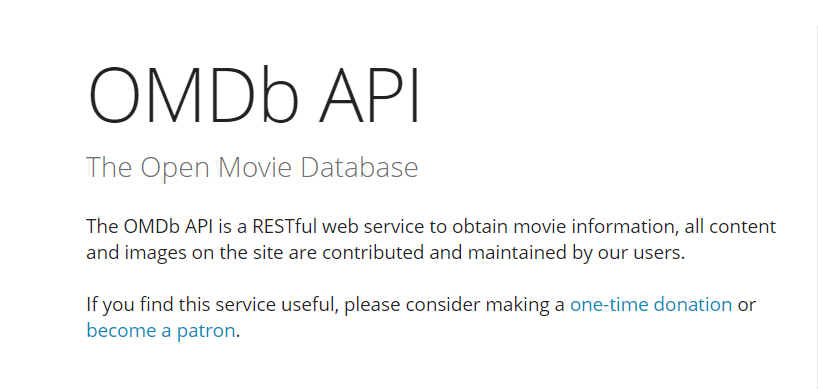 OMDb API
The Open Movie Database
The OMDb API is a RESTful web service to obtain movie information, all content
and images on the site are contributed and maintained by our users.
If you find this service useful, please consider making a one-time donation or
become a patron.